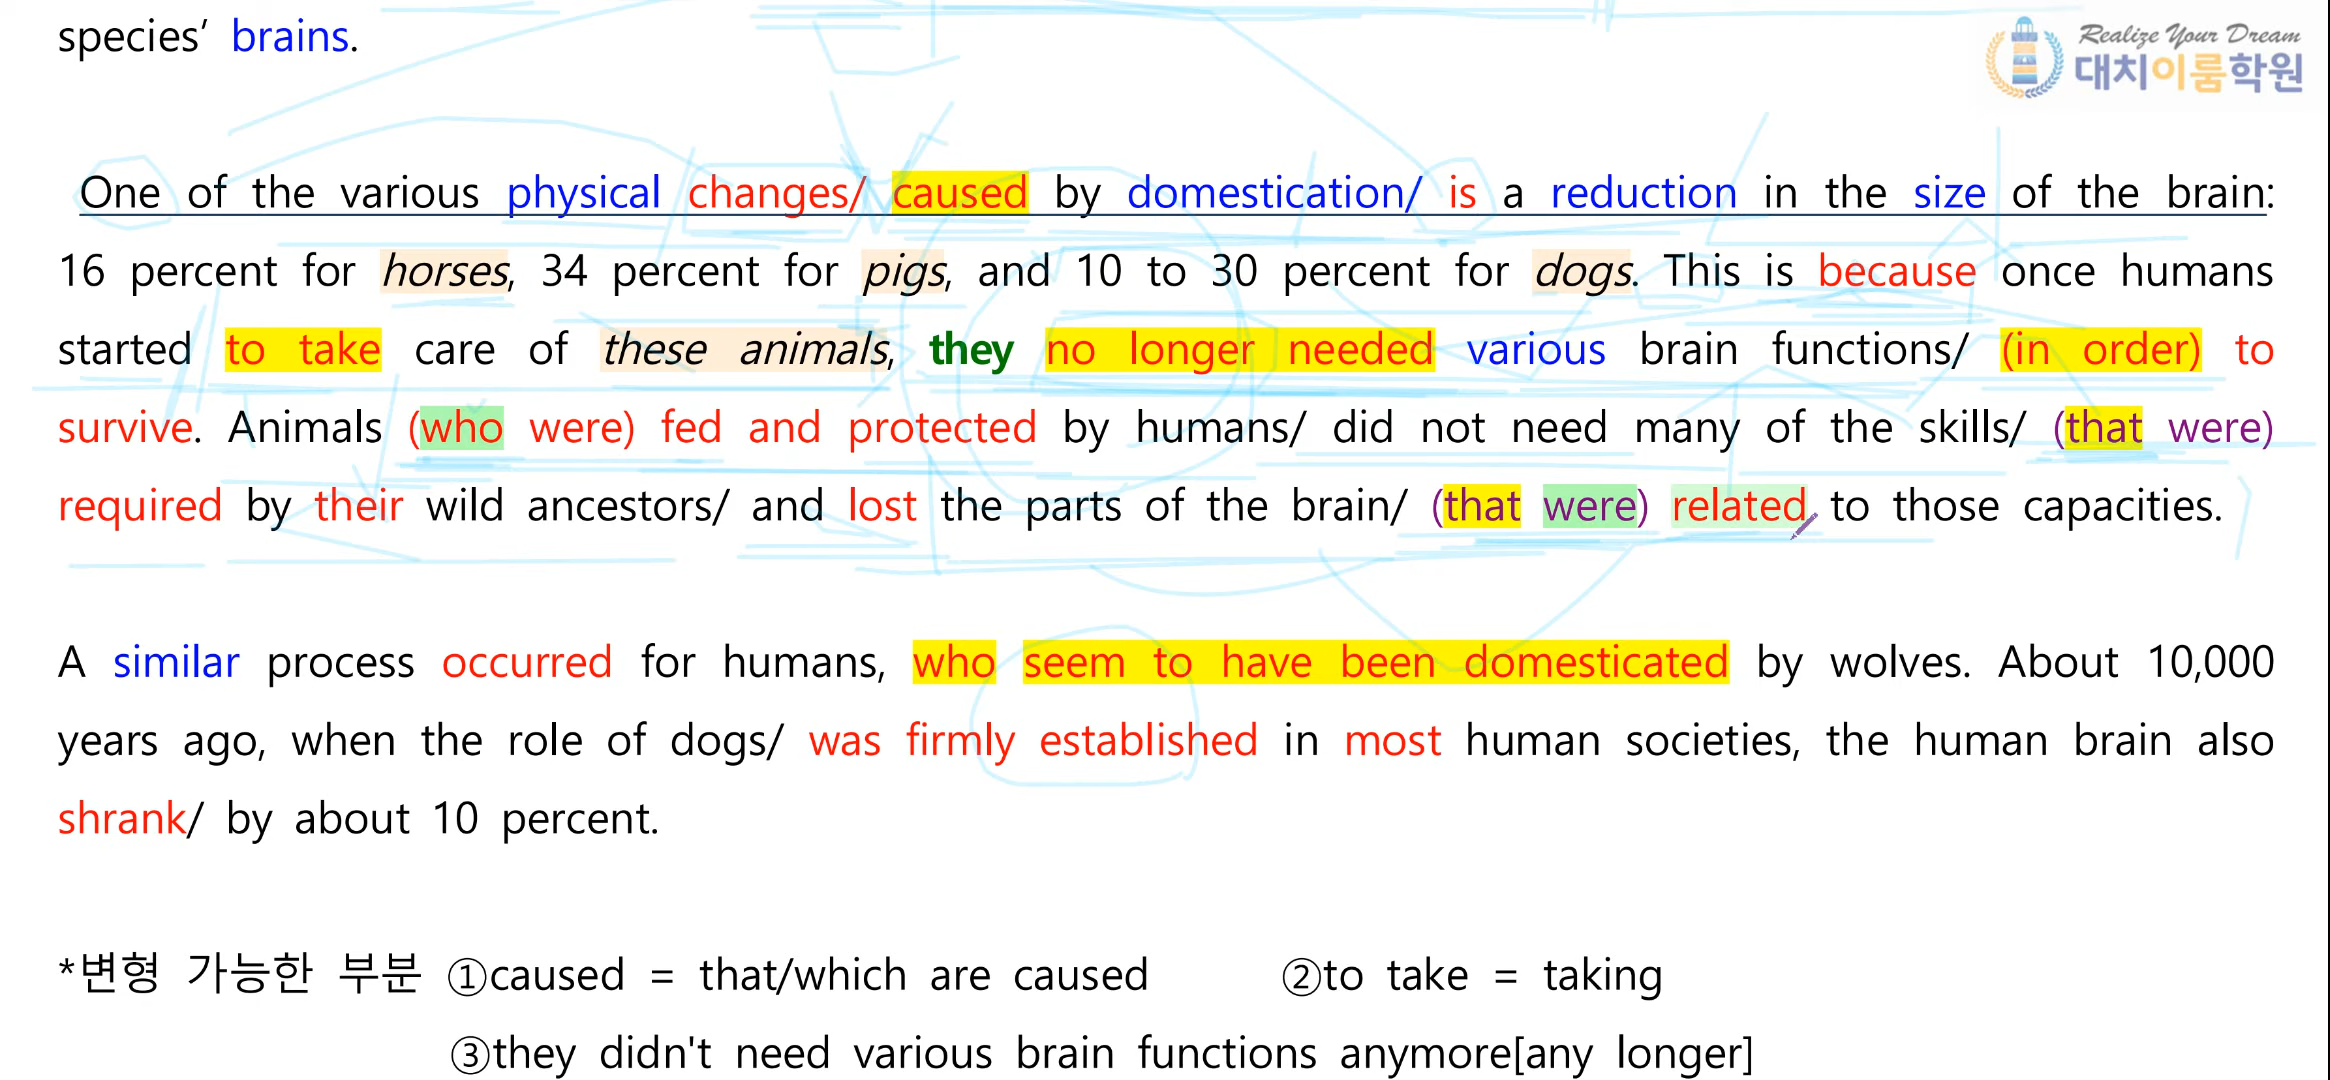 species’ brains.
Realize Your Dream
대치이룸학원
One of the various physical changes/ caused by domestication/ is a reduction in the size of the brain:
16 percent for horses, 34 percent for pigs, and 10 to 30 percent for dogs. This is because once humans
started to take care of these animals, they no longer needed various brain functions/ (in order) to
survive. Animals (who were) fed and protected by humans/ did not need many of the skills/ (that were)
required by their wild ancestors/ and lost the parts of the brain/ (that were) related to those capacities.
A similar process occurred for humans, who seem to have been domesticated by wolves. About 10,000
years ago, when the role of dogs/ was firmly established in most human societies, the human brain also
shrank/ by about 10 percent.
*변형 가능한 부분 ①caused = that/which are caused ②to take = taking
③they didn't need various brain functions anymore[any longer]